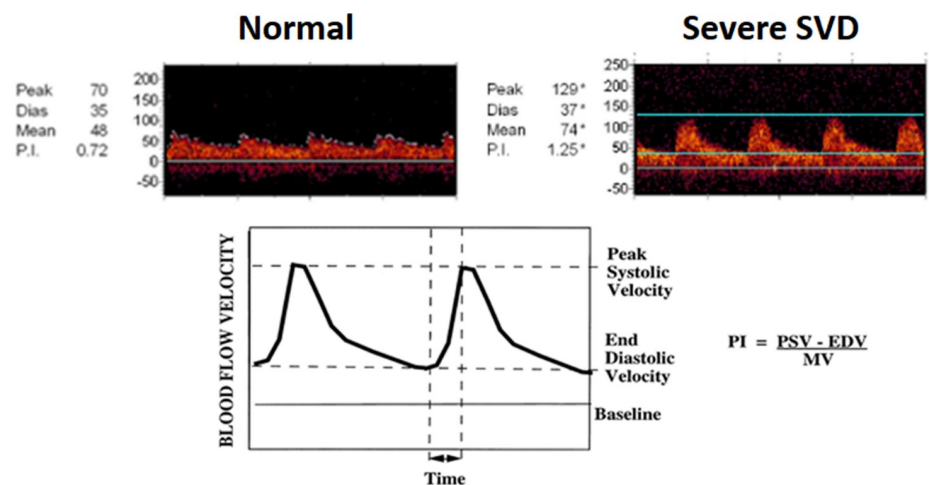 Normal
Severe SVD
Peak 70
Dias 35
Mean 48
P.I. 0.72
200
150
100
50
0
-50
Peak 129*
Dias 37*
Mean 74*
P.I. 1.25*
250
200
150
100
50
0
-50
BLOOD FLOW VELOCITY
Peak
Systolic
Velocity
End
Diastolic
Velocity
Baseline
Time
PI = PSV - EDV
MV